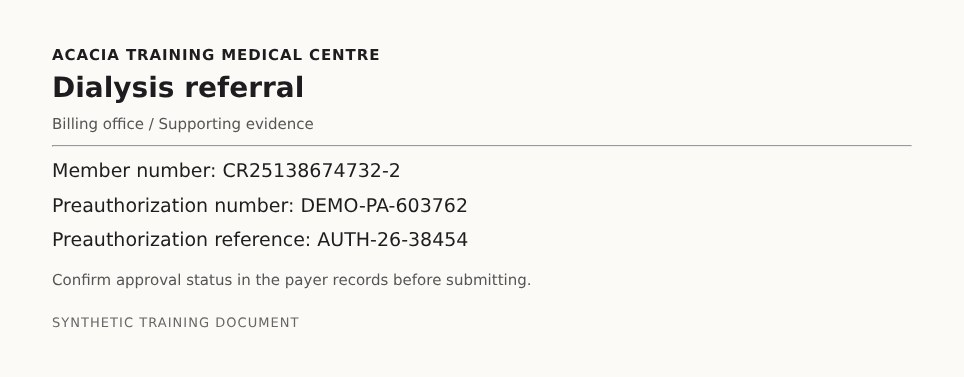 ACACIA TRAINING MEDICAL CENTRE
Dialysis referral
Billing office / Supporting evidence
Member number: CR25138674732-2
Preauthorization number: DEMO-PA-603762
Preauthorization reference: AUTH-26-38454
Confirm approval status in the payer records before submitting.
SYNTHETIC TRAINING DOCUMENT